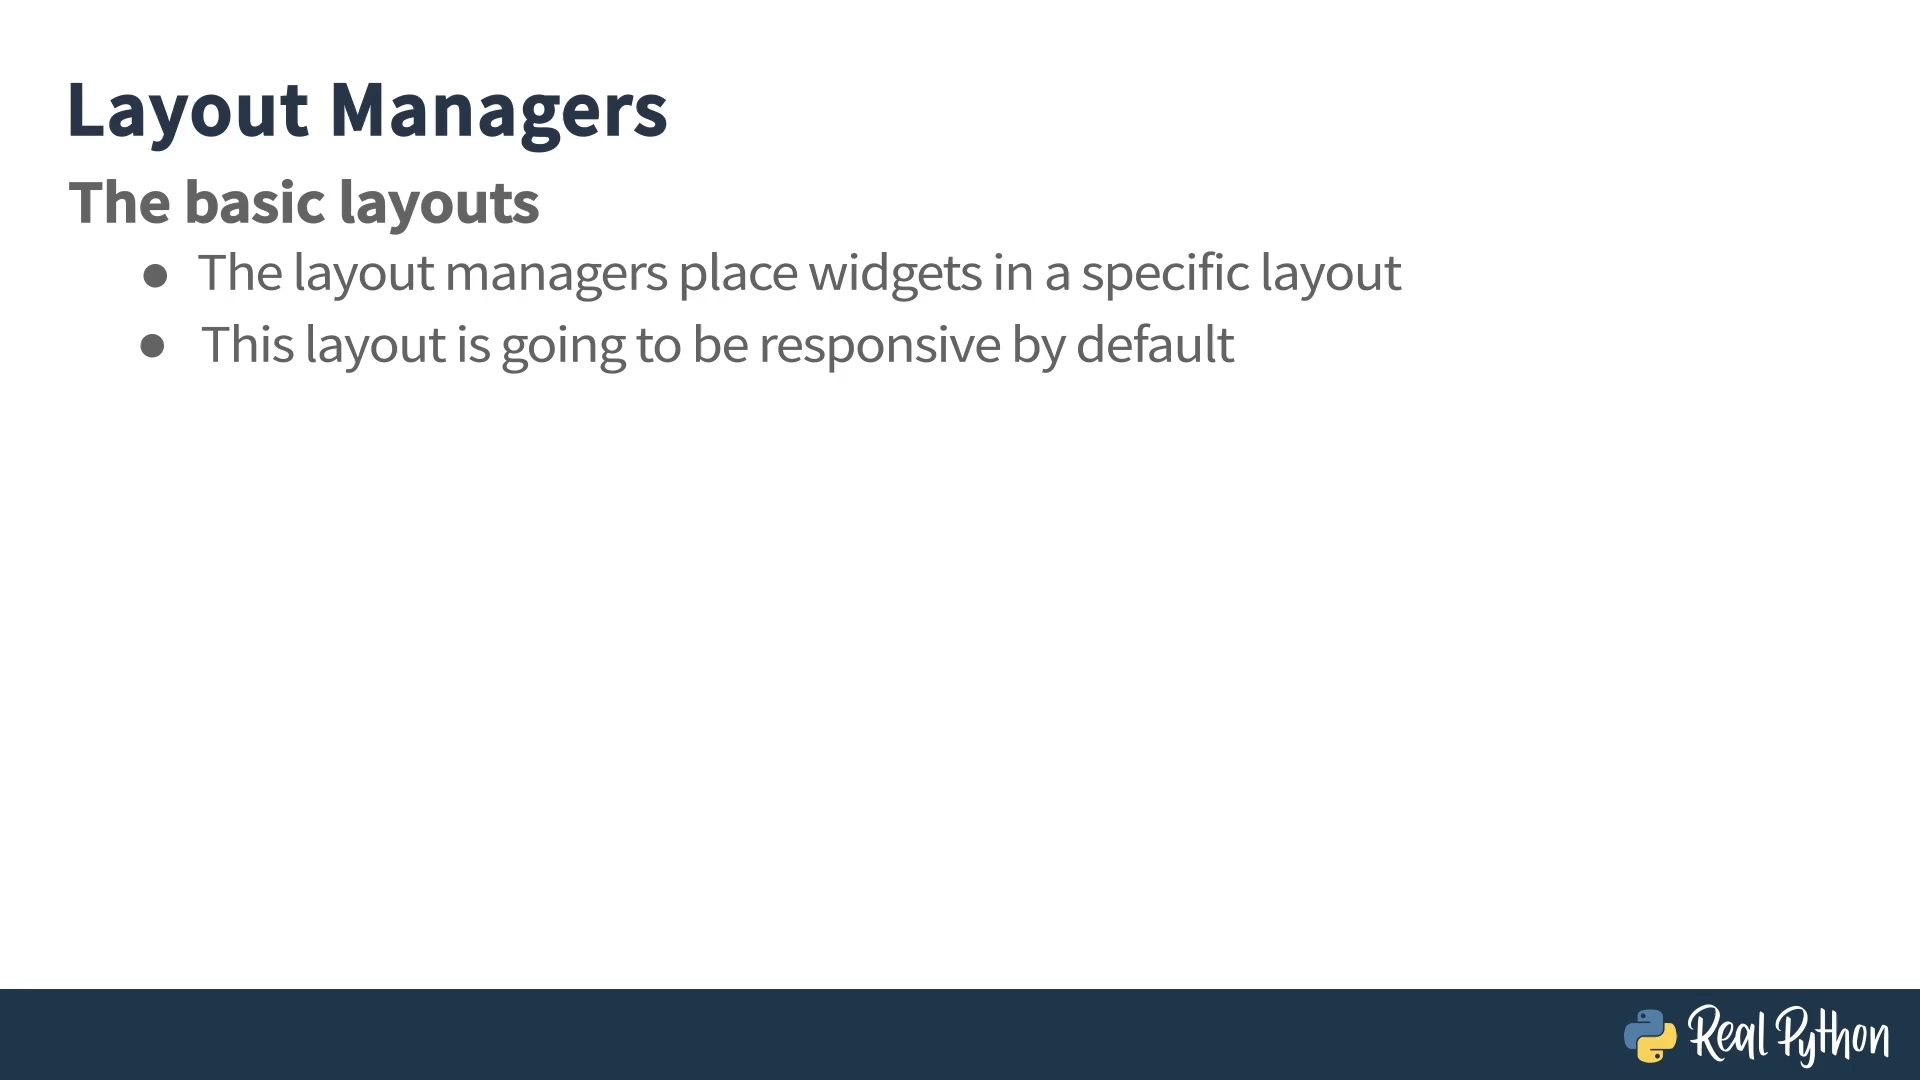 Layout Managers
The basic layouts
● The layout managers place widgets in a specific layout
● This layout is going to be responsive by default
Real Python